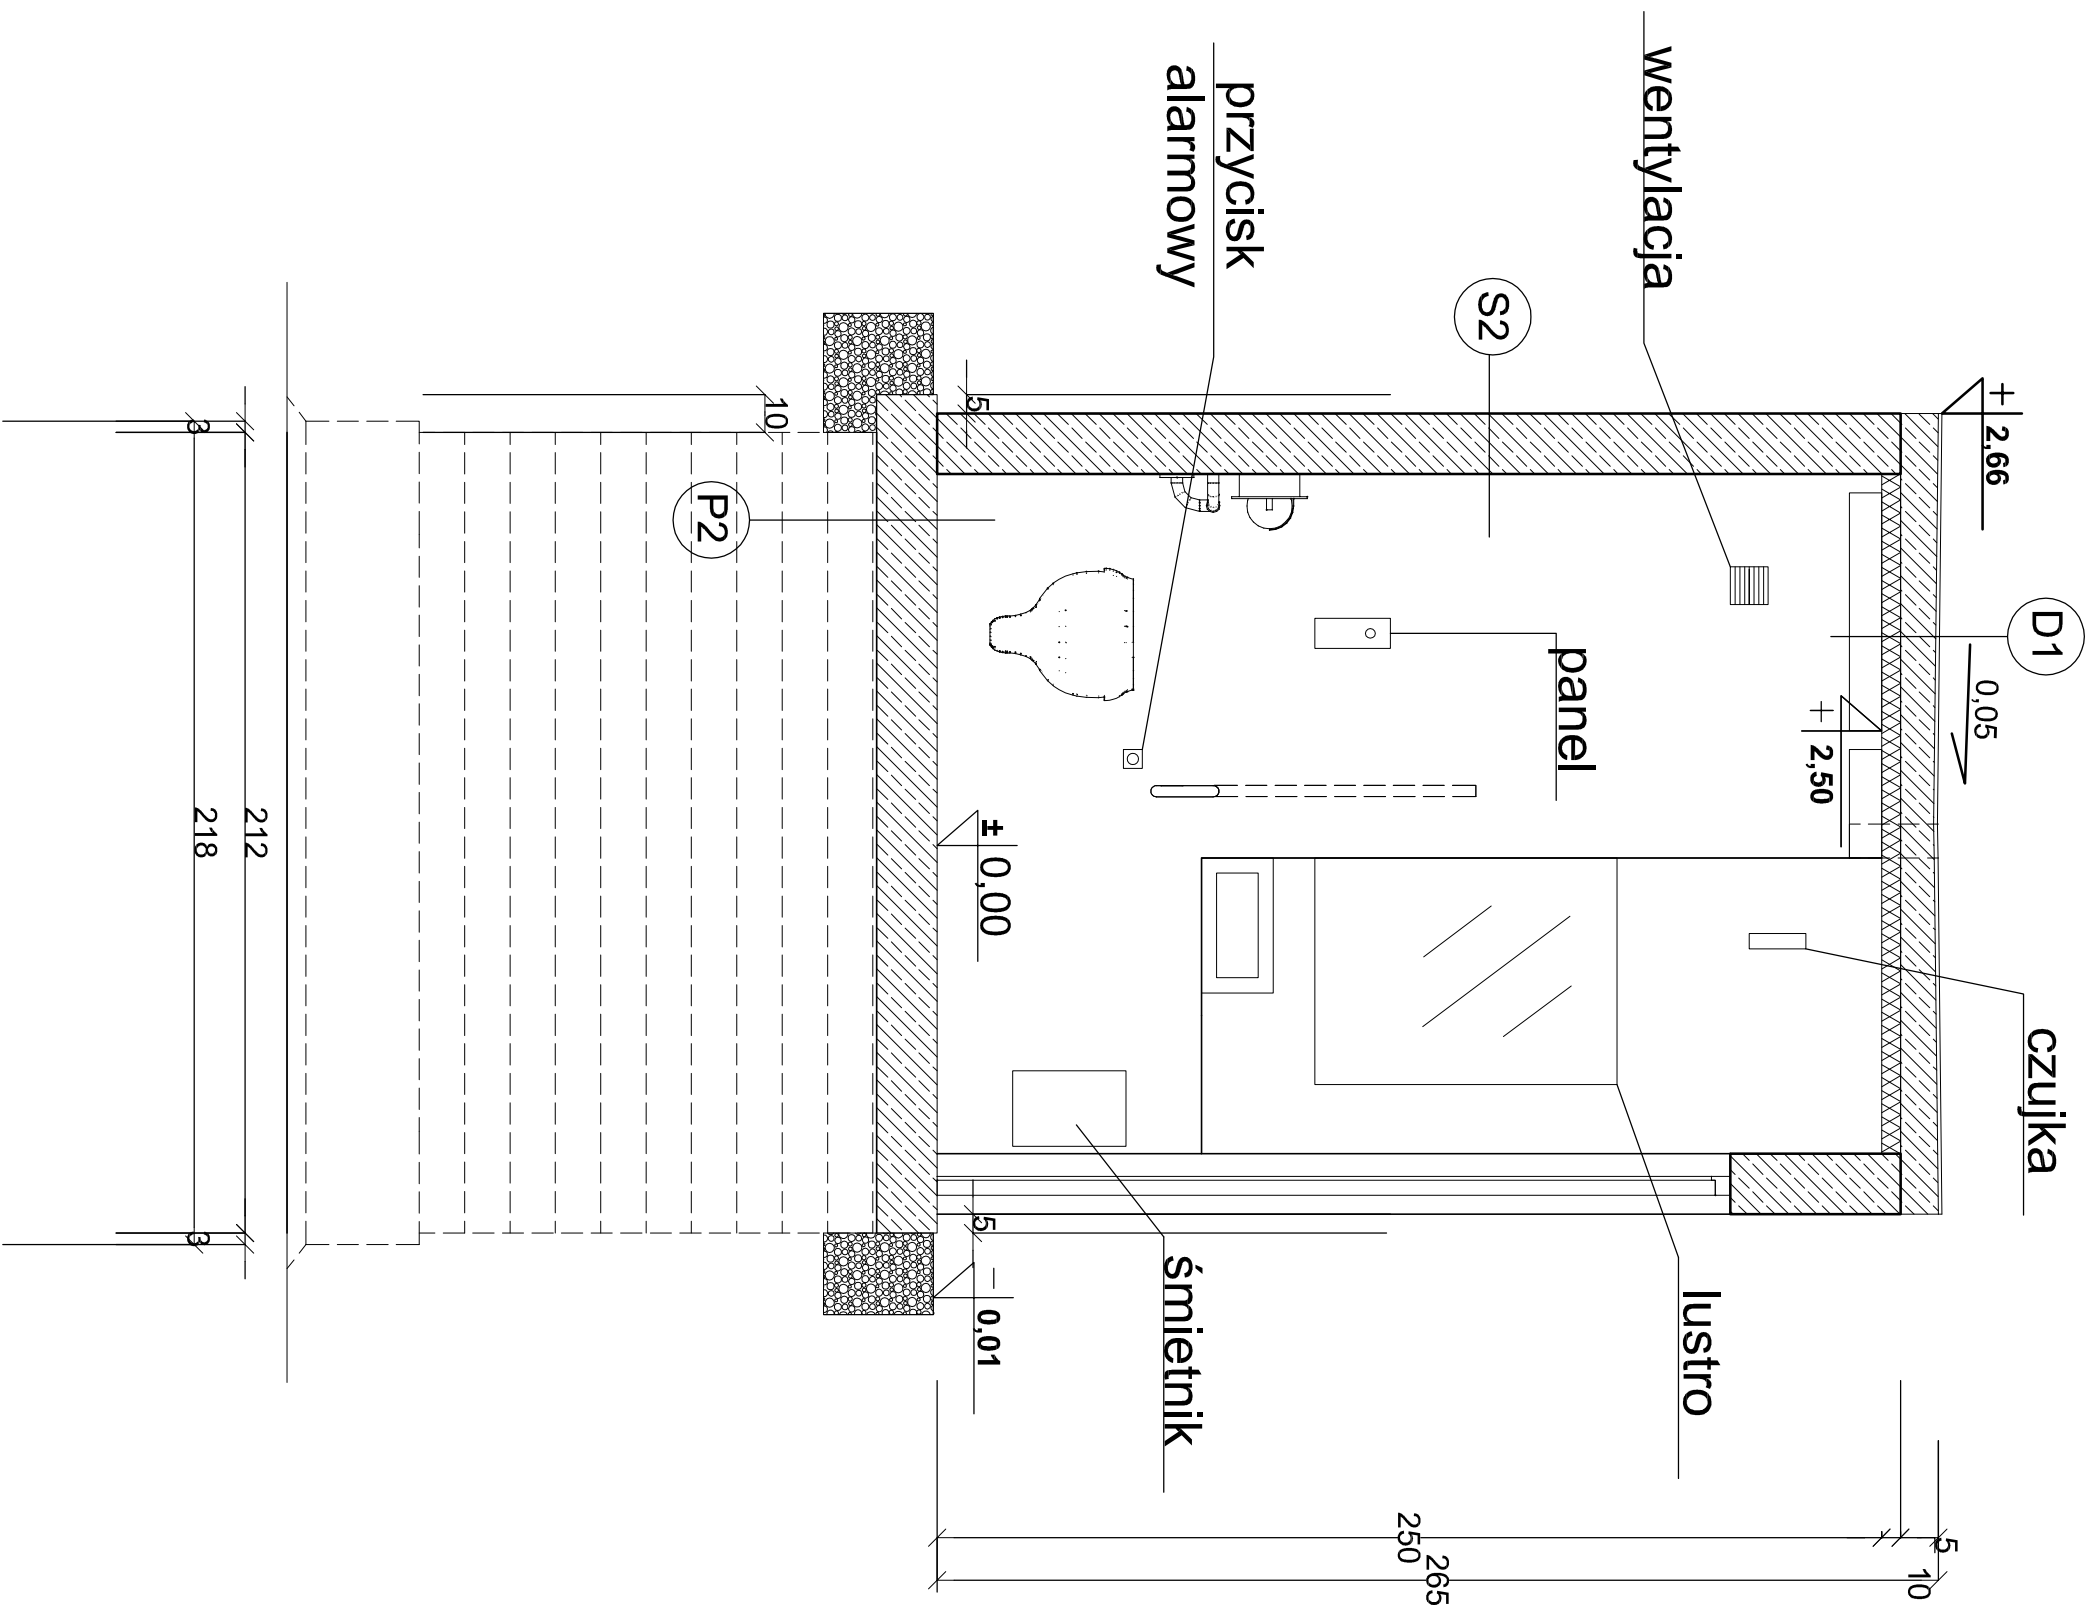 D1
0,05
czujka
+
2,66
+
2,50
wentylacja
S2
panel
lustro
przycisk
alarmowy
± 0,00
śmietnik
5
5
−
0,01
P2
10
212
3
218
3
250
265
5
10